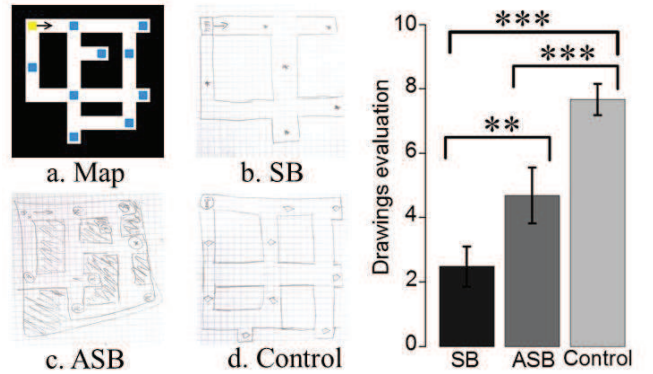 a. Map
b. SB
c. ASB
d. Control
Drawings evaluation
10
8
6
4
2
0
***
***
**
SB ASB Control